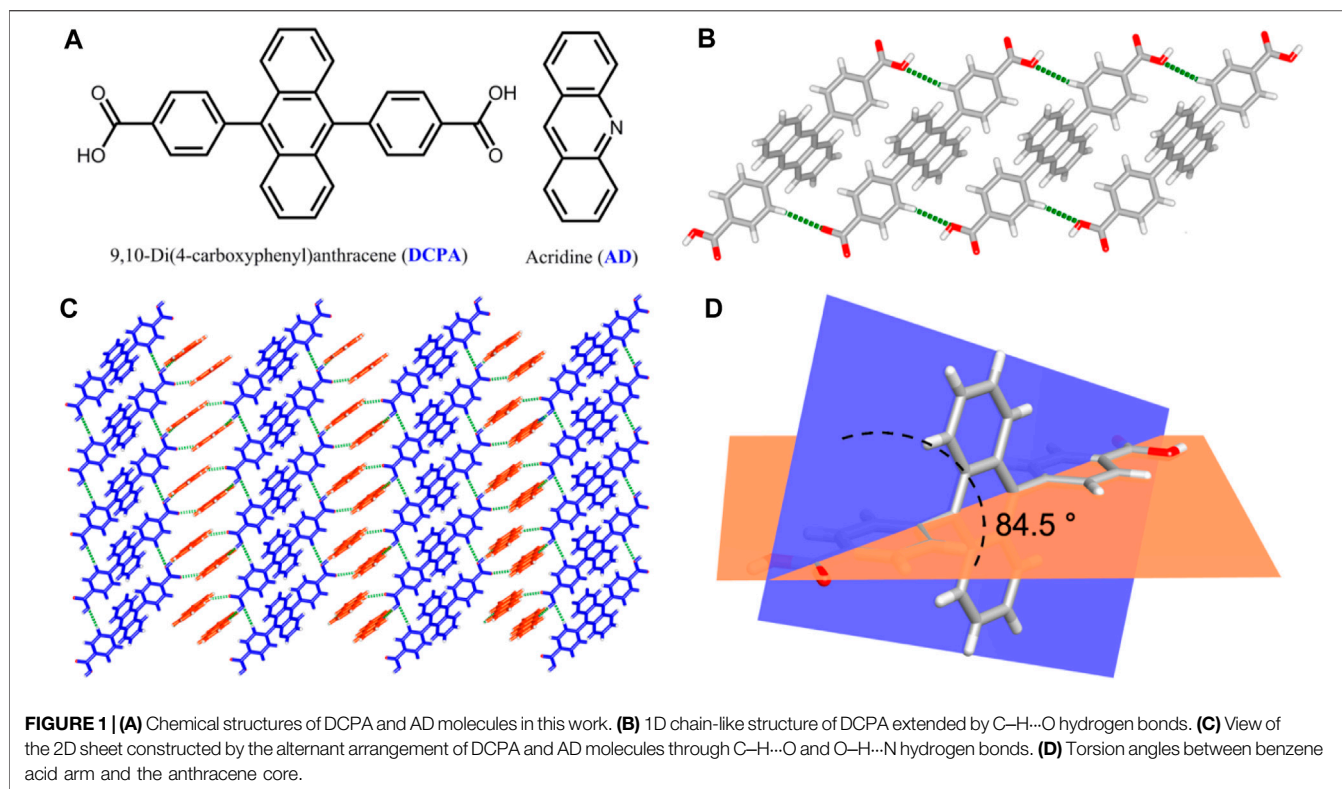 A
O
HO
OH
O
N
9,10-Di(4-carboxyphenyl)anthracene (DCPA)
Acridine (AD)
B
C
D
84.5 °
FIGURE 1 | (A) Chemical structures of DCPA and AD molecules in this work. (B) 1D chain-like structure of DCPA extended by C–H···O hydrogen bonds. (C) View of
the 2D sheet constructed by the alternant arrangement of DCPA and AD molecules through C–H···O and O–H···N hydrogen bonds. (D) Torsion angles between benzene
acid arm and the anthracene core.